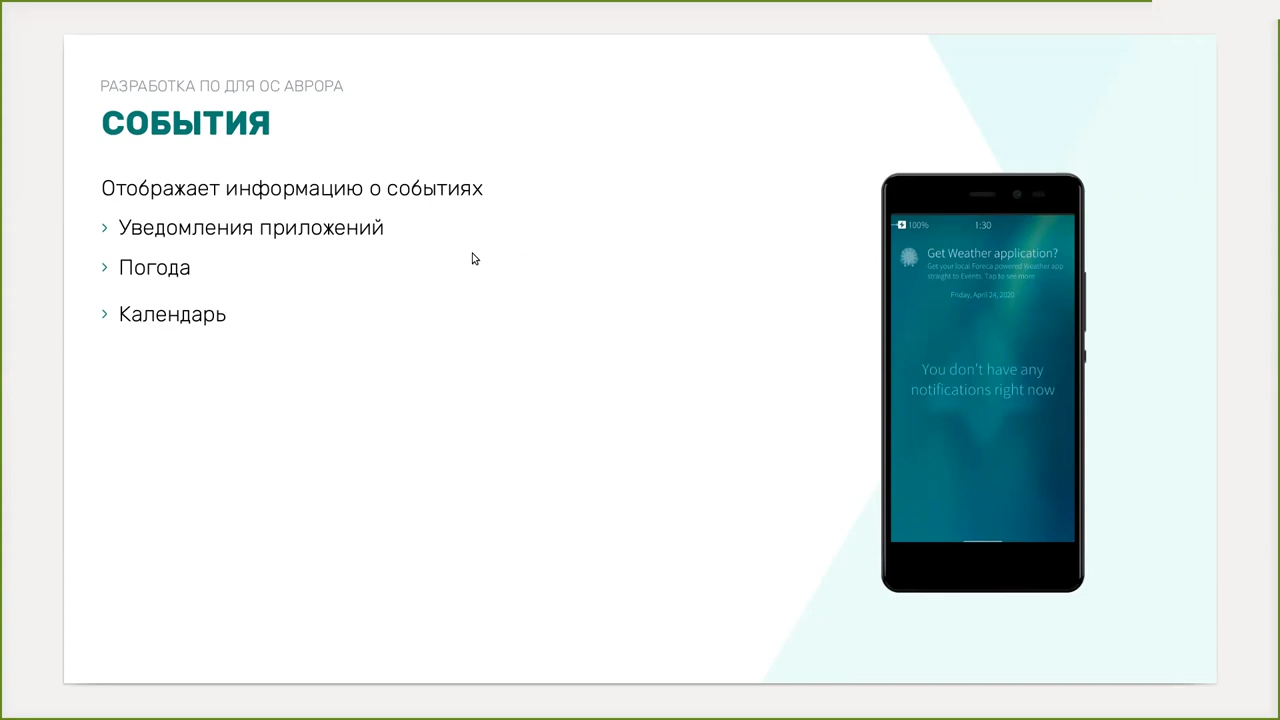 РАЗРАБОТКА ПО ДЛЯ ОС АВРОРА
СОБЫТИЯ
Отображает информацию о событиях
› Уведомления приложений
› Погода
› Календарь
100% 1:30
Get Weather application?
Get your local Foreca powered Weather app
straight to Events. Tap to see more
Friday, April 24, 2020
You don't have any
notifications right now